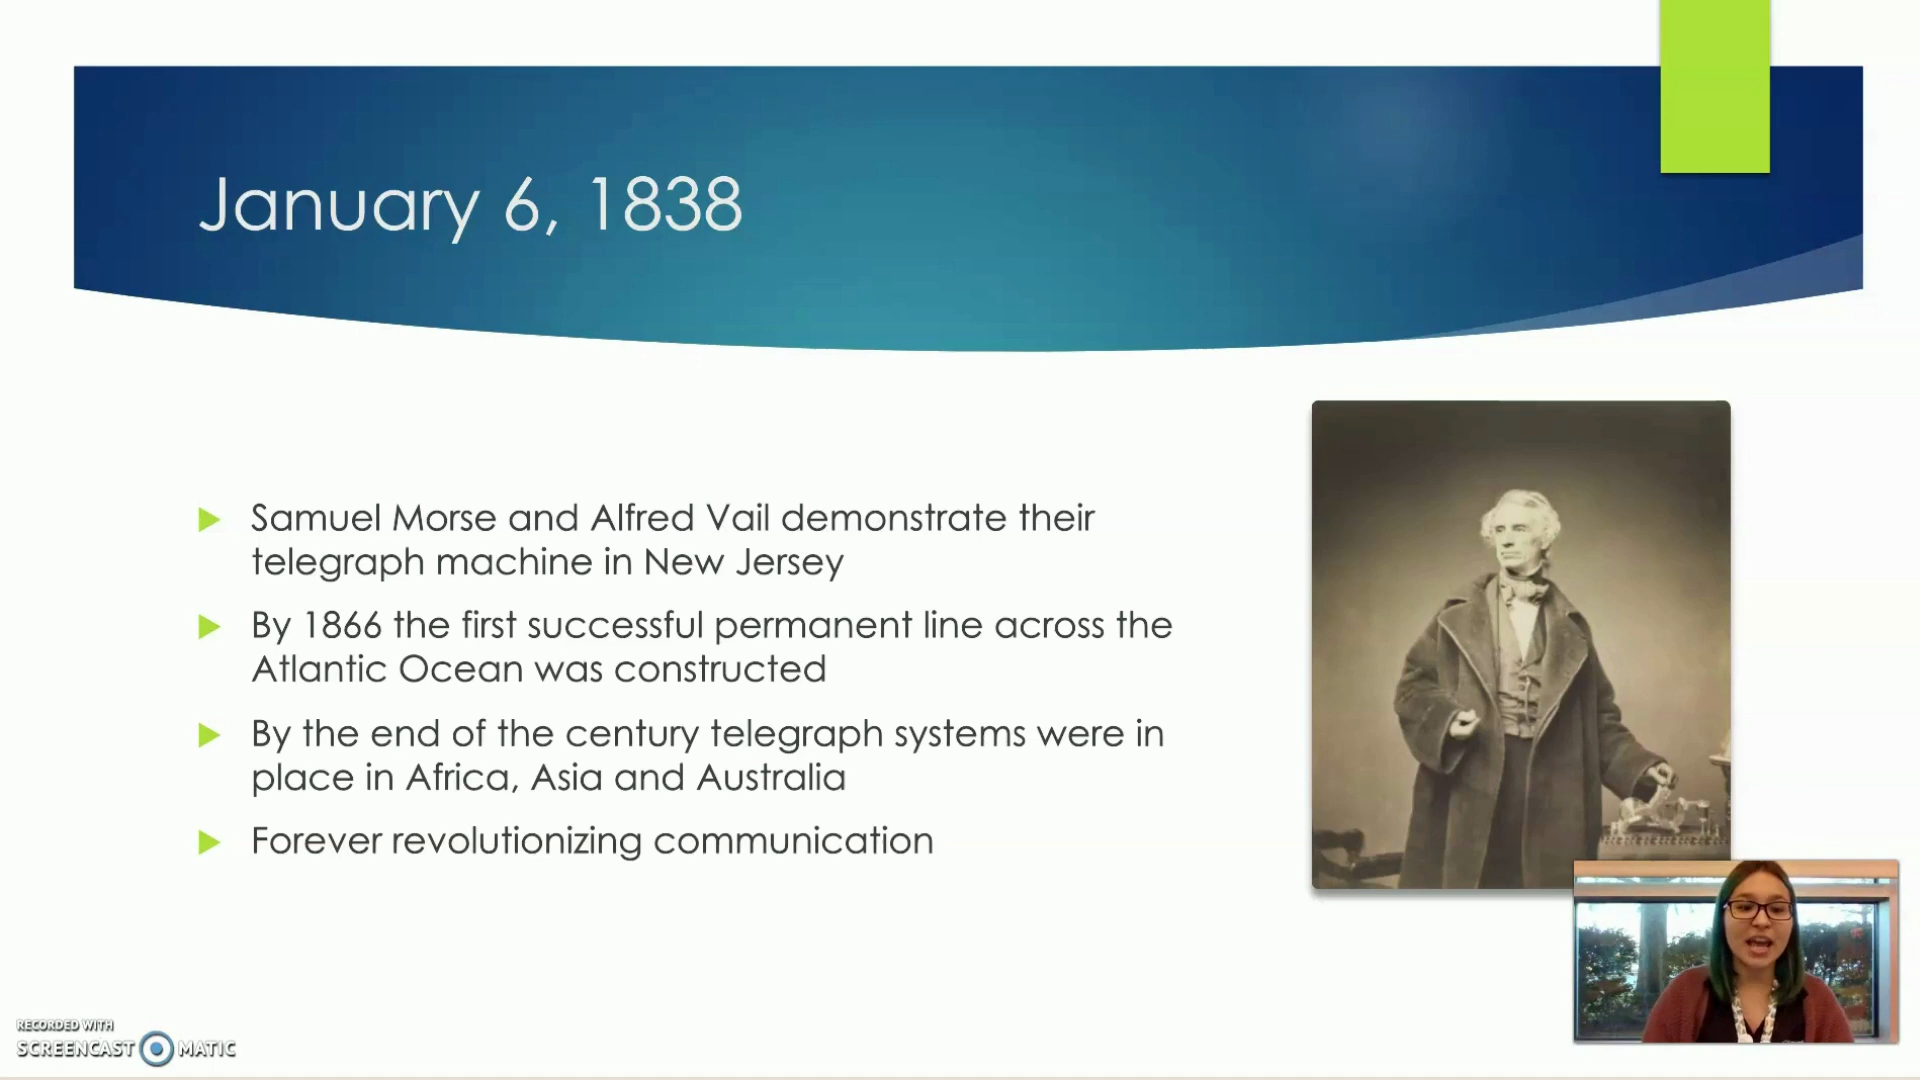 January 6, 1838
Samuel Morse and Alfred Vail demonstrate their
telegraph machine in New Jersey
By 1866 the first successful permanent line across the
Atlantic Ocean was constructed
By the end of the century telegraph systems were in
place in Africa, Asia and Australia
Forever revolutionizing communication
RECORDED WITH
SCREENCAST MATIC